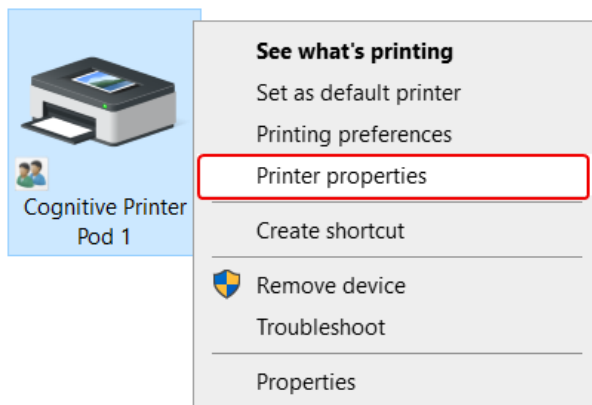 Cognitive Printer
Pod 1
See what's printing
Set as default printer
Printing preferences
Printer properties
Create shortcut
Remove device
Troubleshoot
Properties